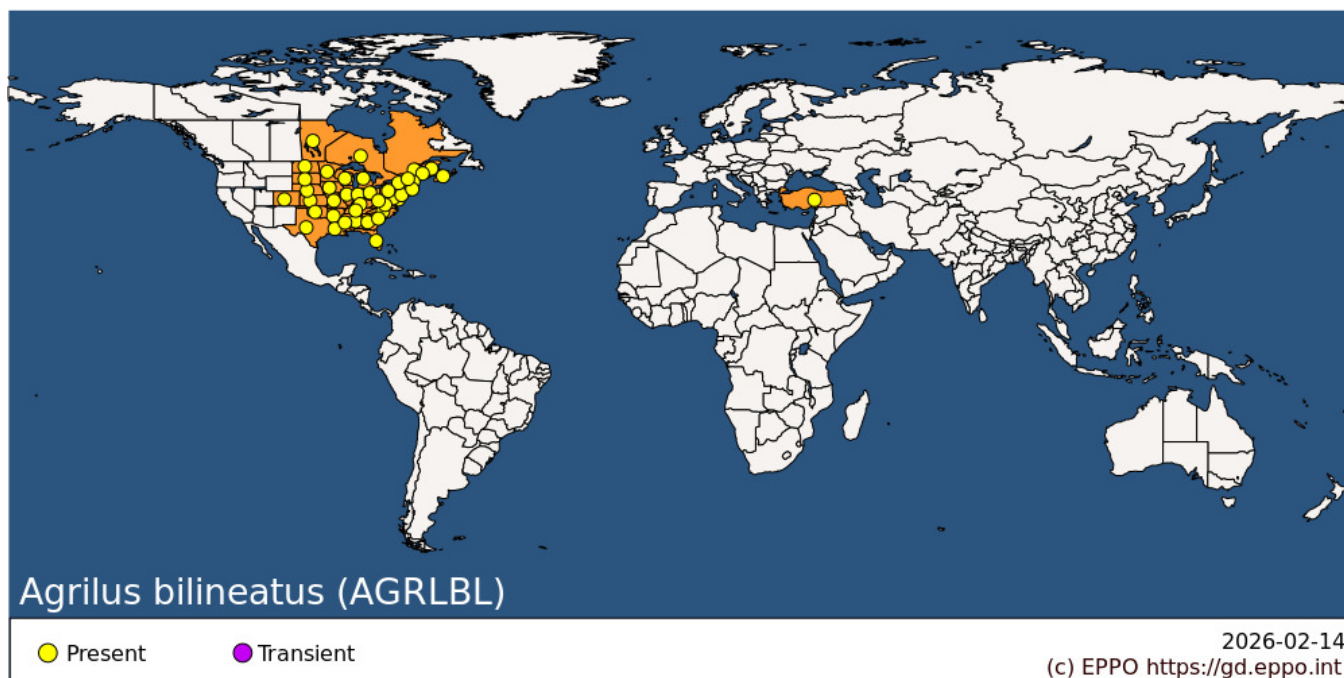 Agrilus bilineatus (AGRLBL)
Present
Transient
2026-02-14
(c) EPPO https://gd.eppo.int